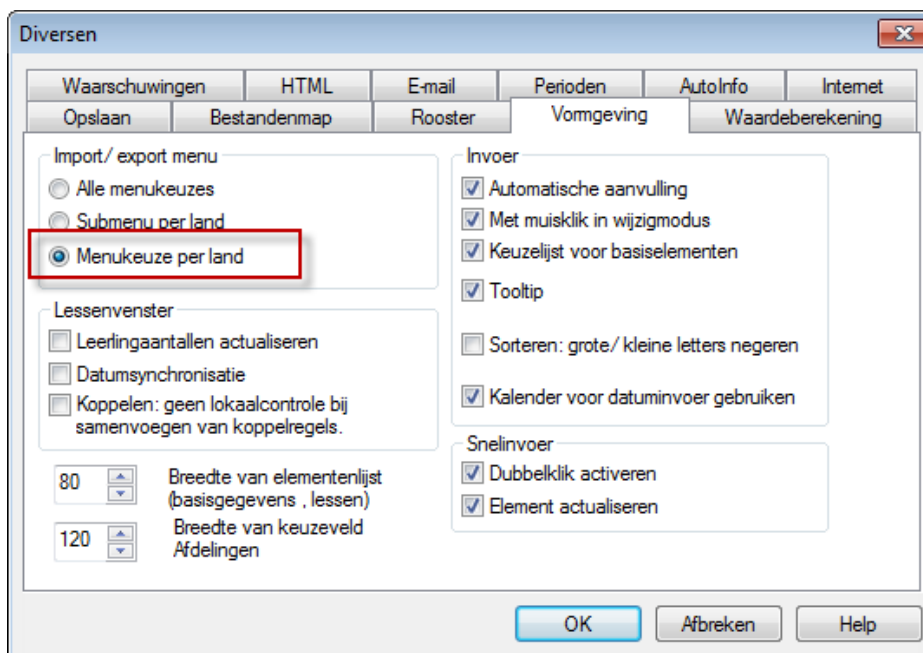 Diversen
Waarschuwingen HTML E-mail Perioden AutoInfo Internet
Opslaan Bestandenmap Rooster Vormgeving Waardeberekening
Import/ export menu
Alle menukeuzes
Submenu per land
Menukeuze per land
Lessenvenster
Leerlingaantallen actualiseren
Datumsynchronisatie
Koppelen: geen lokaalcontrole bij
samenvoegen van koppelregels.
80 Breedte van elementenlijst
(basisgegevens , lessen)
120 Breedte van keuzeveld
Afdelingen
Invoer
Automatische aanvulling
Met muisklik in wijzigmodus
Keuzelijst voor basiselementen
Tooltip
Sorteren: grote/ kleine letters negeren
Kalender voor datuminvoer gebruiken
Snelinvoer
Dubbelklik activeren
Element actualiseren
OK Afbreken Help